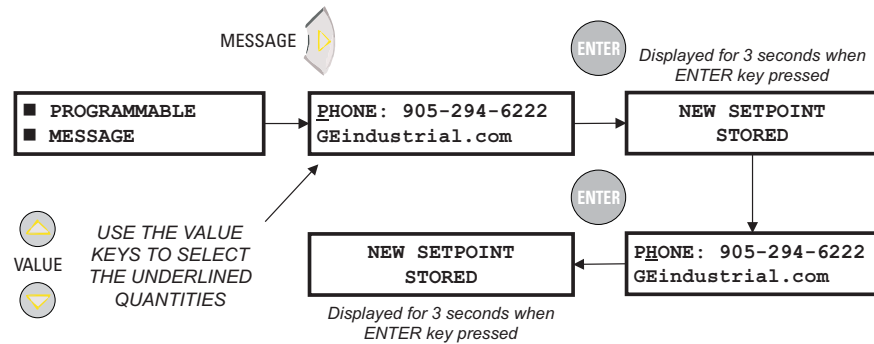 MESSAGE
ENTER
Displayed for 3 seconds when
ENTER key pressed
PROGRAMMABLE
MESSAGE
PHONE: 905-294-6222
GEindustrial.com
NEW SETPOINT
STORED
ENTER
VALUE
USE THE VALUE
KEYS TO SELECT
THE UNDERLINED
QUANTITIES
NEW SETPOINT
STORED
PHONE: 905-294-6222
GEindustrial.com
Displayed for 3 seconds when
ENTER key pressed